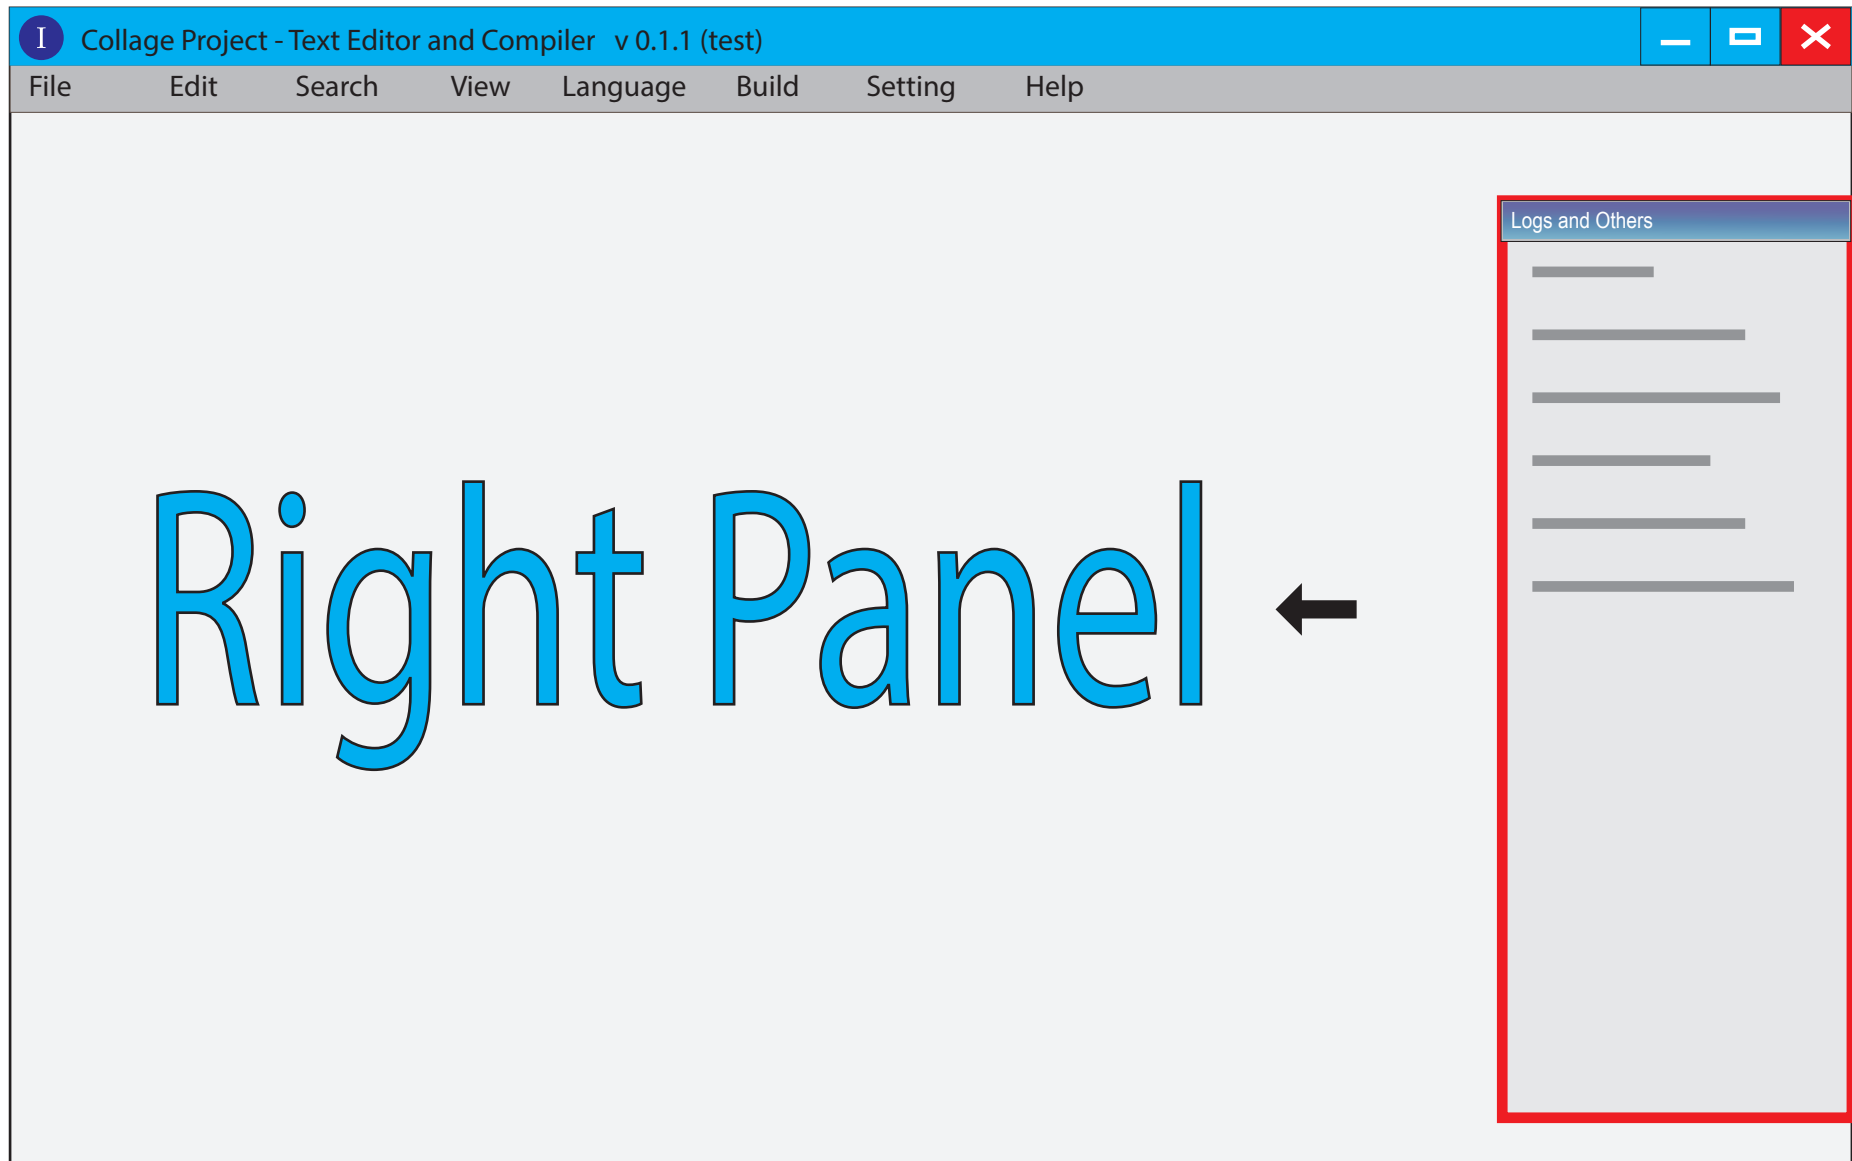 I Collage Project - Text Editor and Compiler v 0.1.1 (test)
File Edit Search View Language Build Setting Help
Logs and Others
Right Panel